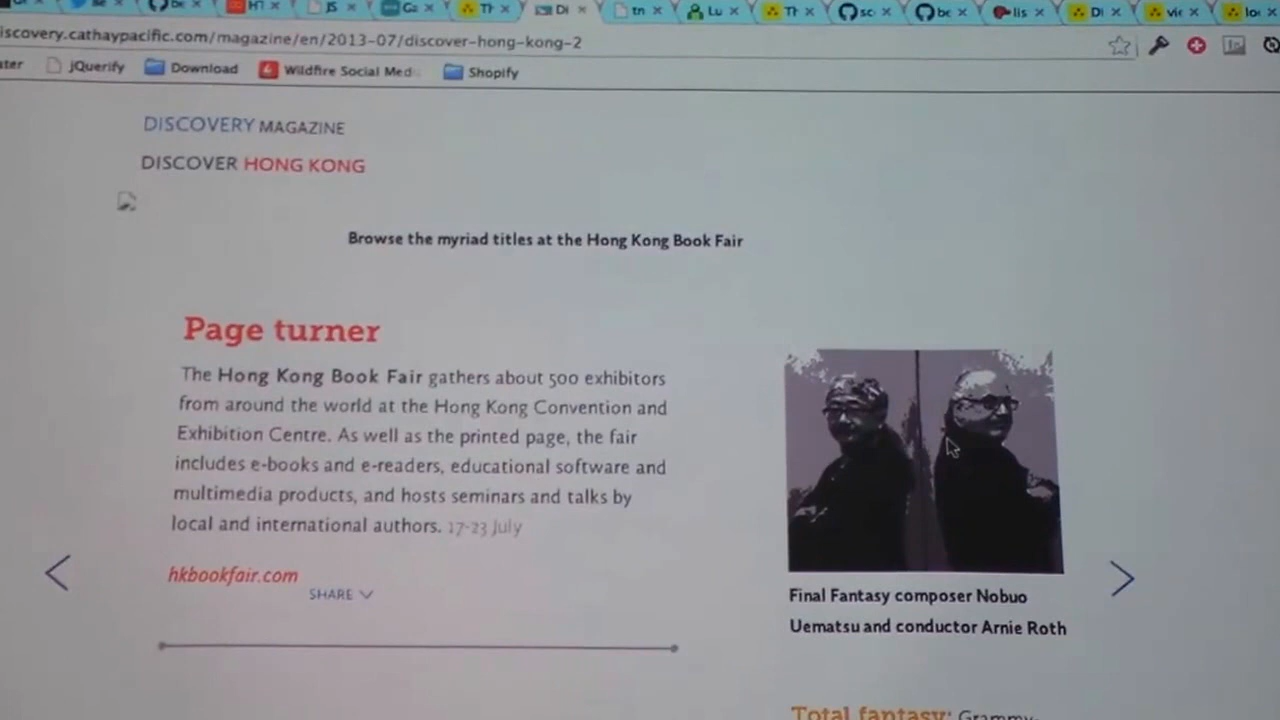 iscovery.cathaypacific.com/magazine/en/2013-07/discover-hong-kong-2
jQuerify
Download
Wildfire Social Med
Shopify
DISCOVERY MAGAZINE
DISCOVER HONG KONG
Browse the myriad titles at the Hong Kong Book Fair
Page turner
The Hong Kong Book Fair gathers about 500 exhibitors
from around the world at the Hong Kong Convention and
Exhibition Centre. As well as the printed page, the fair
includes e-books and e-readers, educational software and
multimedia products, and hosts seminars and talks by
local and international authors. 17-23 July
hkbookfair.com
SHARE
Final Fantasy composer Nobuo
Uematsu and conductor Arnie Roth
Total fantasy: Grammy-